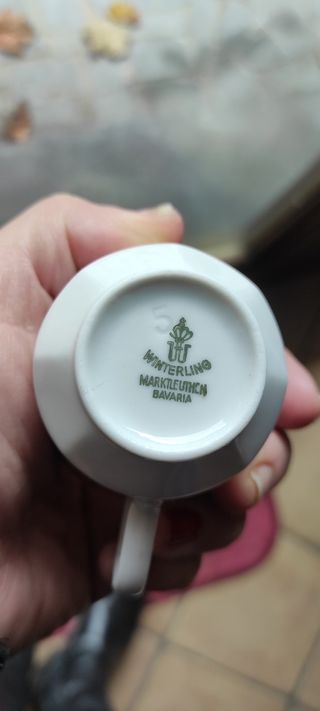 5
W
WINTERLING
MARKTLEUTHEN
BAVARIA